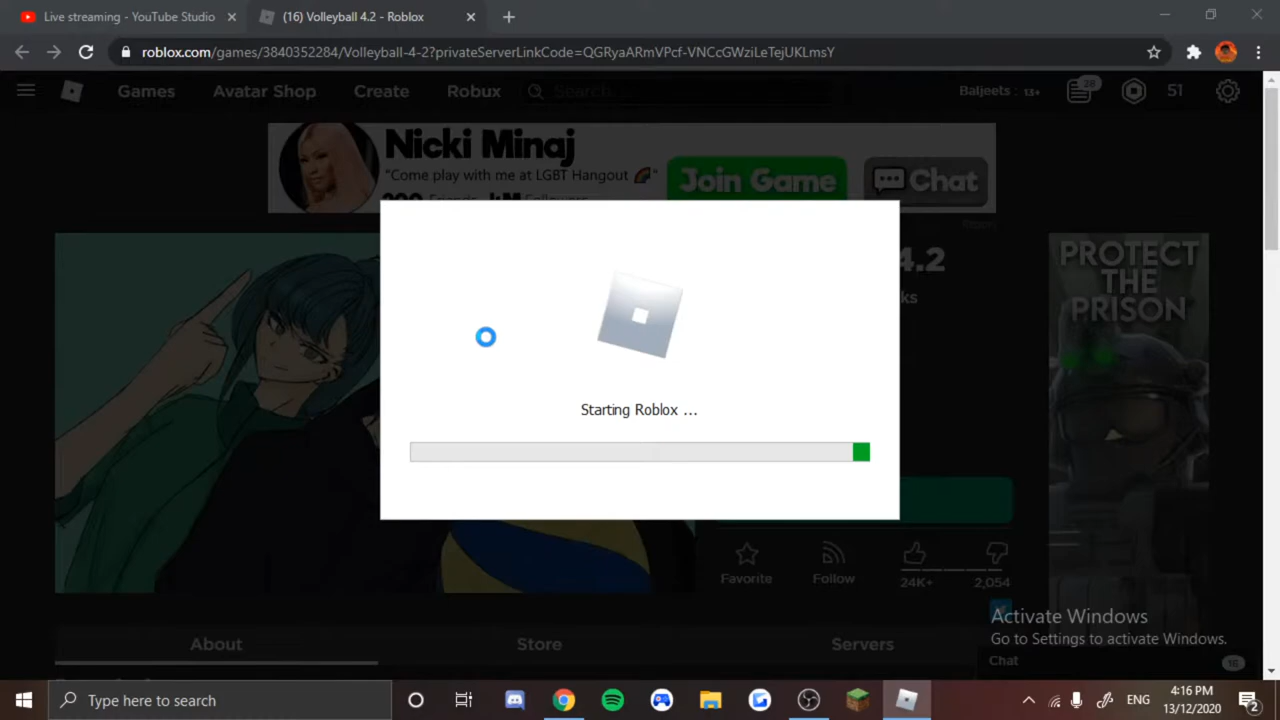 Live streaming - YouTube Studio
(16) Volleyball 4.2 - Roblox
roblox.com/games/3840352284/Volleyball-4-2?privateServerLinkCode=QGRyaARmVPcf-VNCcGWziLeTejUKLmsY
Games Avatar Shop Create Robux Search... Baljeets : 13+ 51
Nicki Minaj
"Come play with me at LGBT Hangout 🌈"
Join Game
Chat
4.2
PROTECT
THE
PRISON
Starting Roblox ...
Favorite Follow 24K+ 2,054
About Store Servers
Activate Windows
Go to Settings to activate Windows.
Chat 16
Type here to search
ENG
4:16 PM
13/12/2020
2